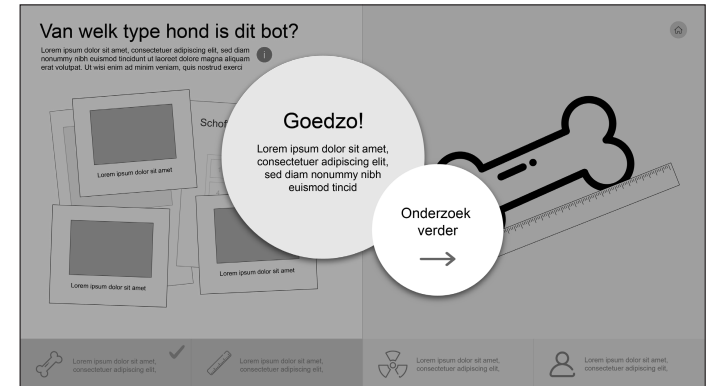 Van welk type hond is dit bot?
Lorem ipsum dolor sit amet, consectetuer adipiscing elit, sed diam
nonummy nibh euismod tincidunt ut laoreet dolore magna aliquam
erat volutpat. Ut wisi enim ad minim veniam, quis nostrud exerci
i
Schof
Goedzo!
Lorem ipsum dolor sit amet,
consectetuer adipiscing elit,
sed diam nonummy nibh
euismod tincid
Onderzoek
verder
Lorem ipsum dolor sit amet
Lorem ipsum dolor sit amet
Lorem ipsum dolor sit amet
Lorem ipsum dolor sit amet,
consectetuer adipiscing elit,
Lorem ipsum dolor sit amet,
consectetuer adipiscing elit,
Lorem ipsum dolor sit amet,
consectetuer adipiscing elit,
Lorem ipsum dolor sit amet,
consectetuer adipiscing elit,